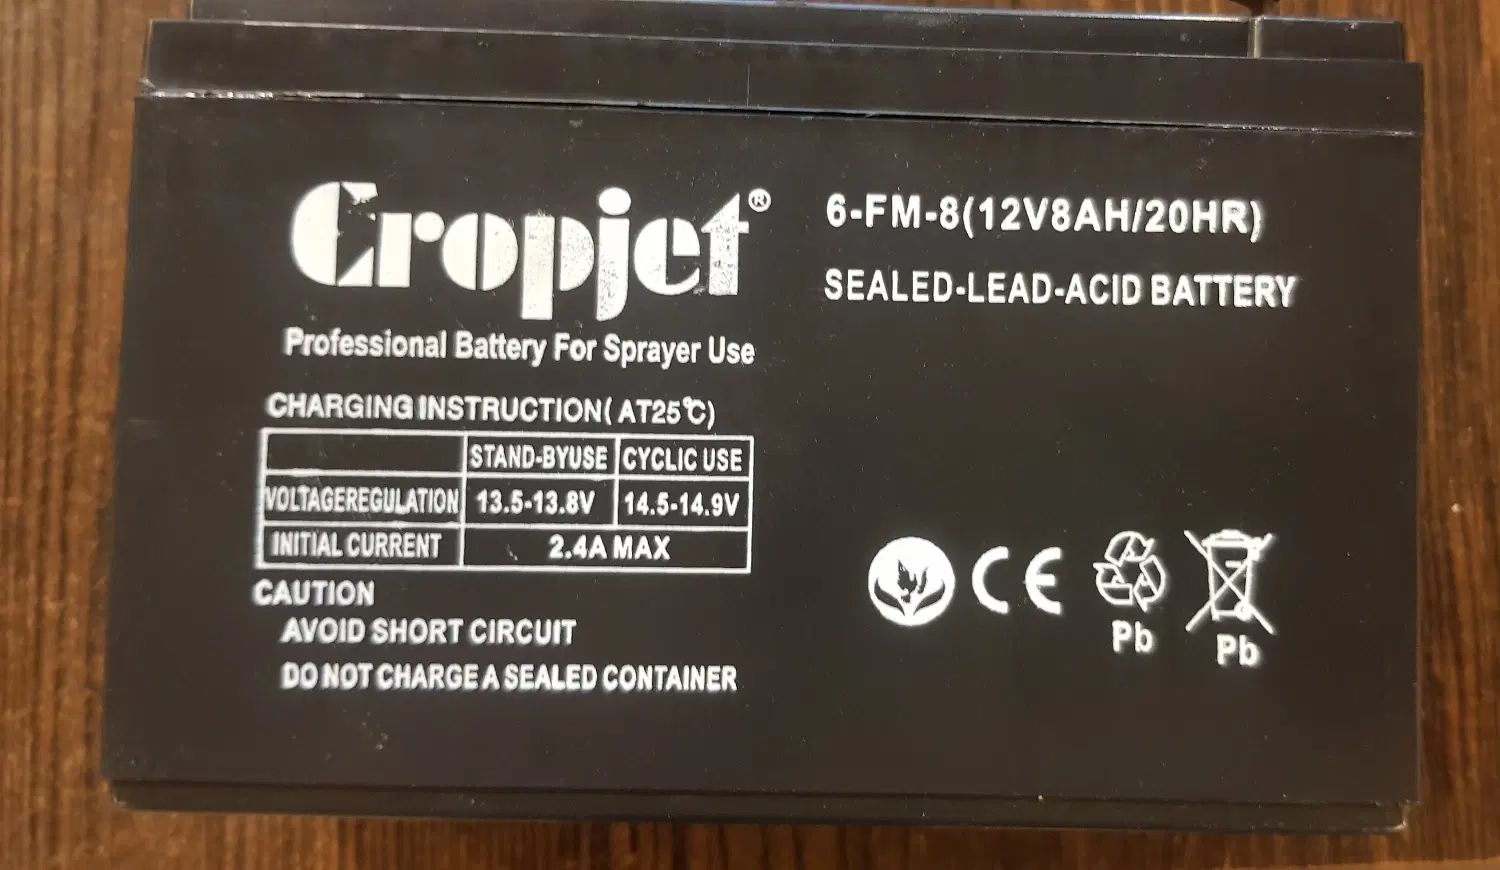 Cropjet®
Professional Battery For Sprayer Use
6-FM-8(12V8AH/20HR)
SEALED-LEAD-ACID BATTERY
CHARGING INSTRUCTION( AT25℃)
STAND-BYUSE CYCLIC USE
VOLTAGEREGULATION 13.5-13.8V 14.5-14.9V
INITIAL CURRENT 2.4A MAX
CAUTION
AVOID SHORT CIRCUIT
DO NOT CHARGE A SEALED CONTAINER
CE
Pb
Pb